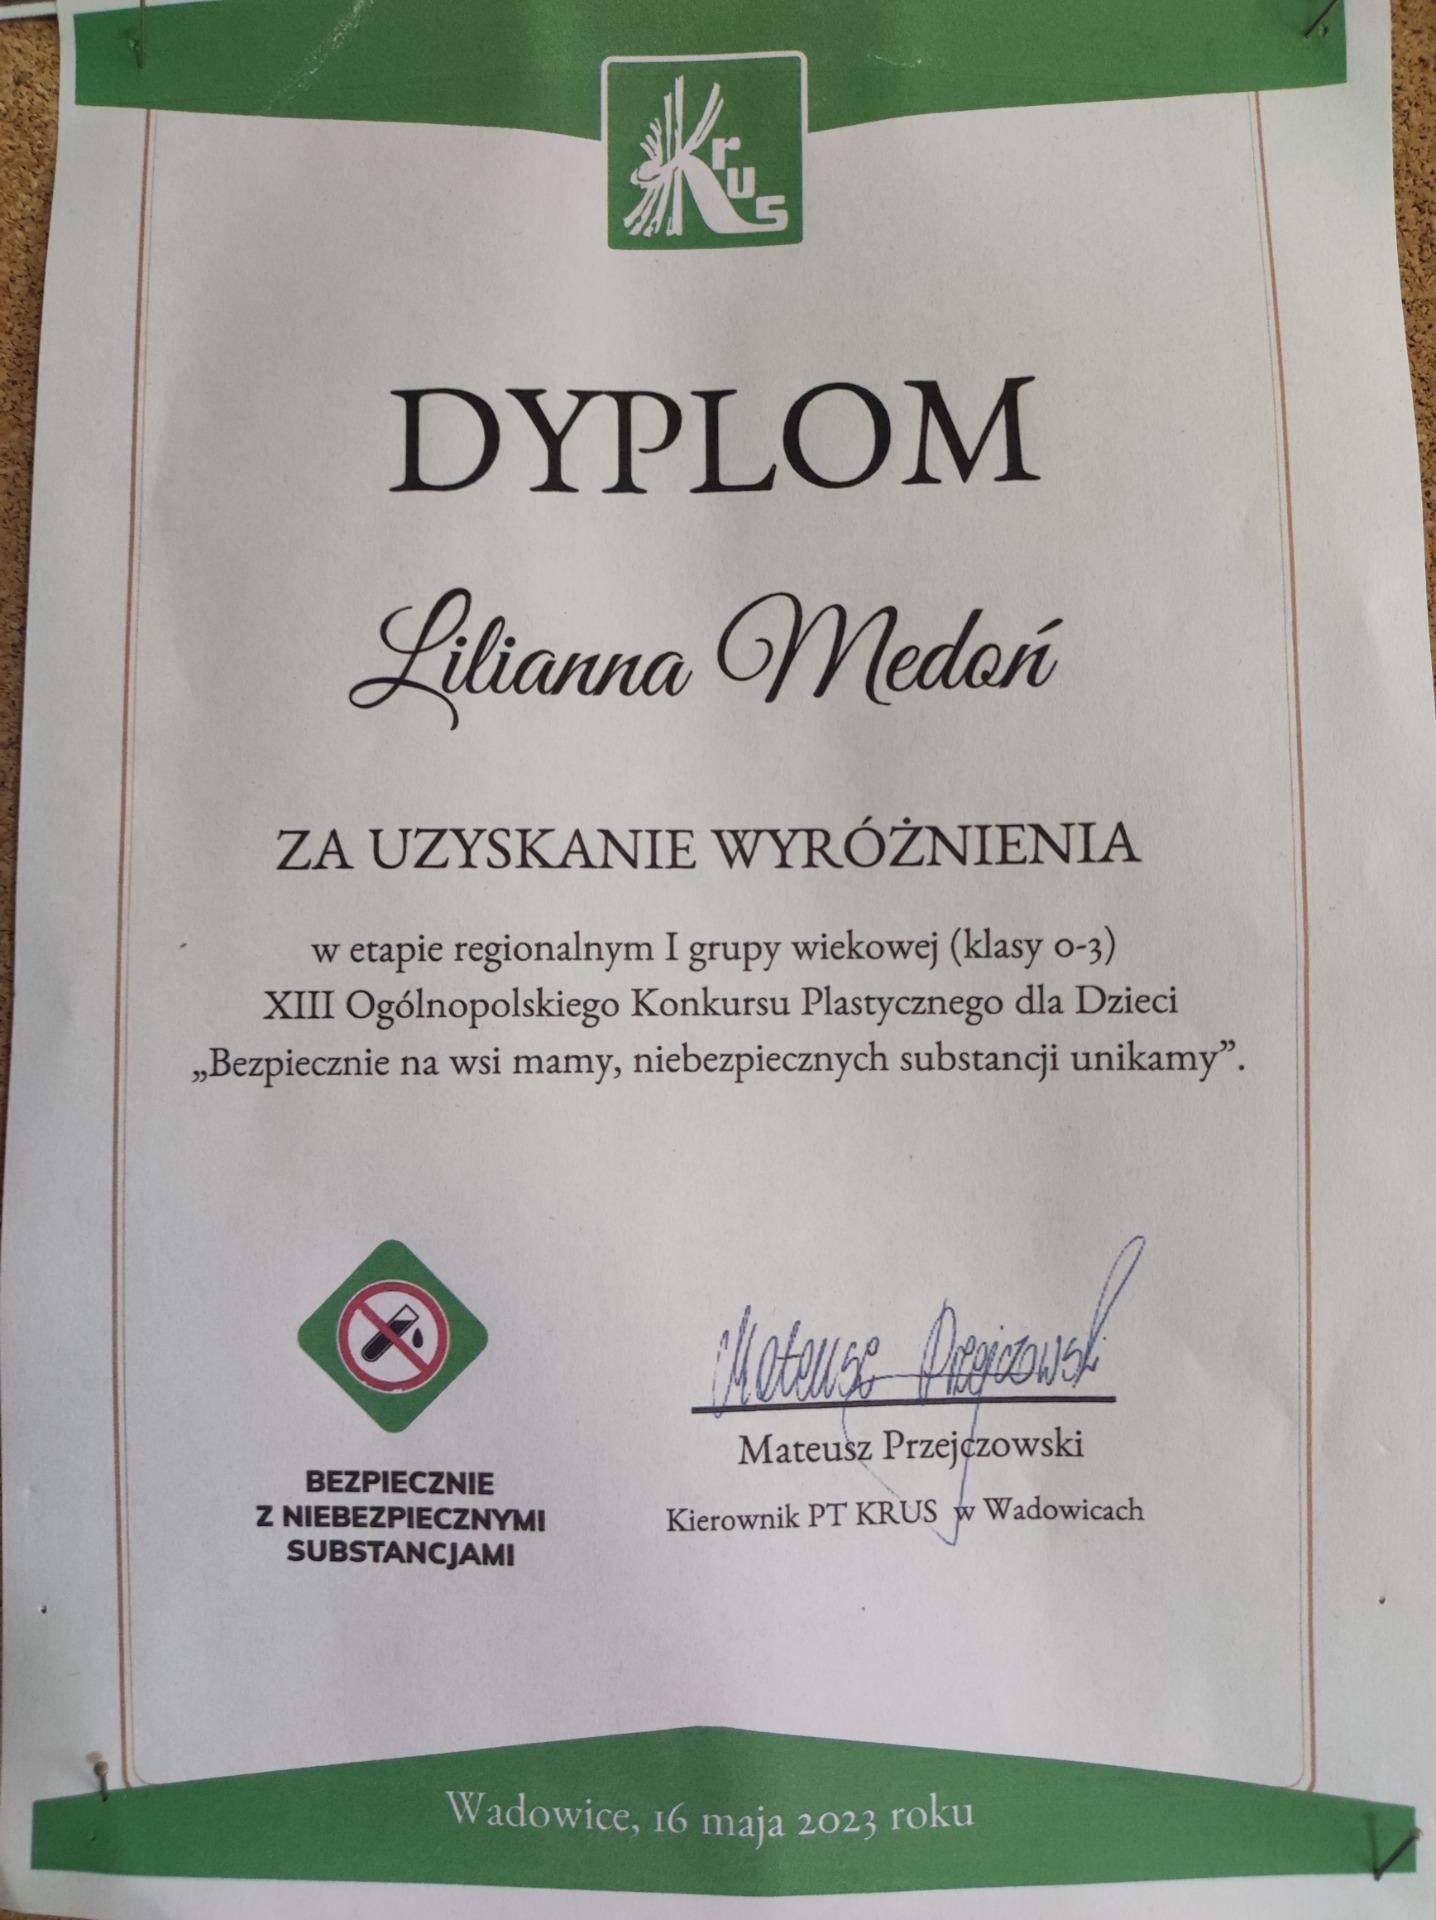 Krus
DYPLOM
Lilianna Medoń
ZA UZYSKANIE WYRÓŻNIENIA
w etapie regionalnym I grupy wiekowej (klasy 0-3)
XIII Ogólnopolskiego Konkursu Plastycznego dla Dzieci
„Bezpiecznie na wsi mamy, niebezpiecznych substancji unikamy”.
Mateusz Przejczowski
BEZPIECZNIE
Z NIEBEZPIECZNYMI
SUBSTANCJAMI
Mateusz Przejczowski
Kierownik PT KRUS w Wadowicach
Wadowice, 16 maja 2023 roku